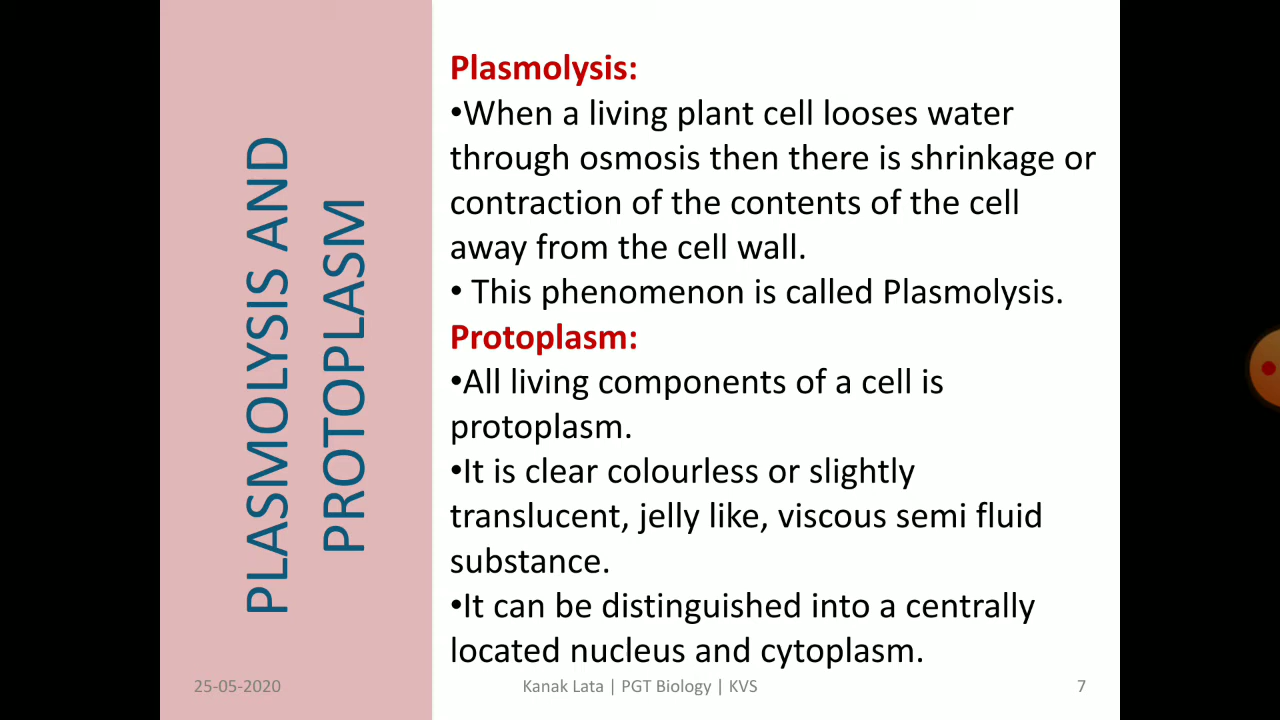 PLASMOLYSIS AND
PROTOPLASM
Plasmolysis:
•When a living plant cell looses water
through osmosis then there is shrinkage or
contraction of the contents of the cell
away from the cell wall.
• This phenomenon is called Plasmolysis.
Protoplasm:
•All living components of a cell is
protoplasm.
•It is clear colourless or slightly
translucent, jelly like, viscous semi fluid
substance.
•It can be distinguished into a centrally
located nucleus and cytoplasm.
25-05-2020 Kanak Lata | PGT Biology | KVS 7